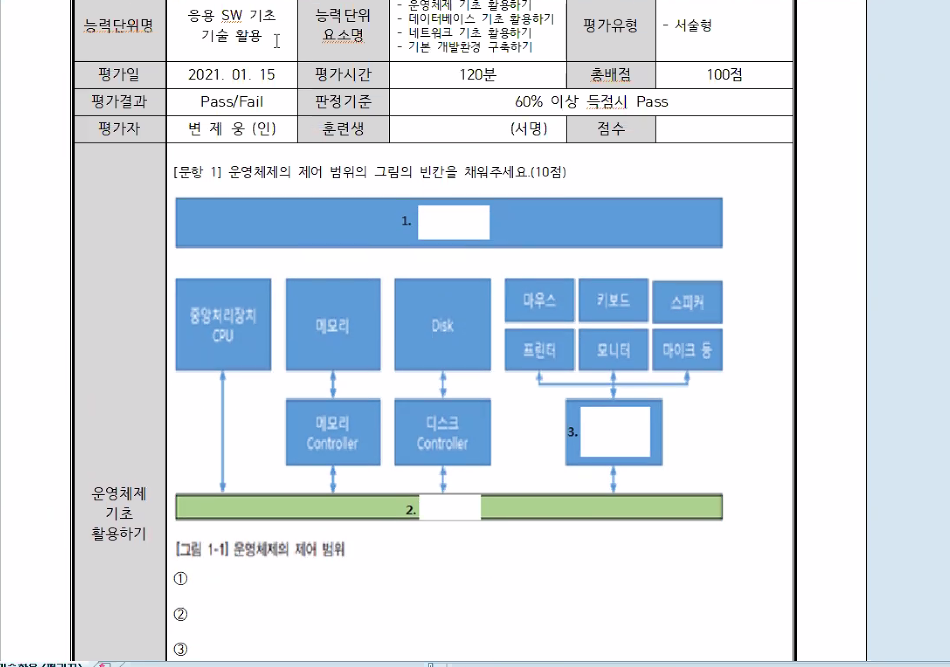 능력단위명
응용 SW 기초
기술 활용
능력단위
요소명
- 운영체제 기초 활용하기
- 데이터베이스 기초 활용하기
- 네트워크 기초 활용하기
- 기본 개발환경 구축하기
평가유형
- 서술형
평가일
2021. 01. 15
평가시간
120분
총배점
100점
평가결과
Pass/Fail
판정기준
60% 이상 득점시 Pass
평가자
변 제 웅 (인)
훈련생
(서명)
점수
운영체제
기초
활용하기
[문항 1] 운영체제의 제어 범위의 그림의 빈칸을 채워주세요.(10점)
1.
중앙처리장치
CPU
메모리
Disk
마우스
키보드
스피커
프린터
모니터
마이크 등
메모리
Controller
디스크
Controller
3.
2.
[그림 1-1] 운영체제의 제어 범위
①
②
③